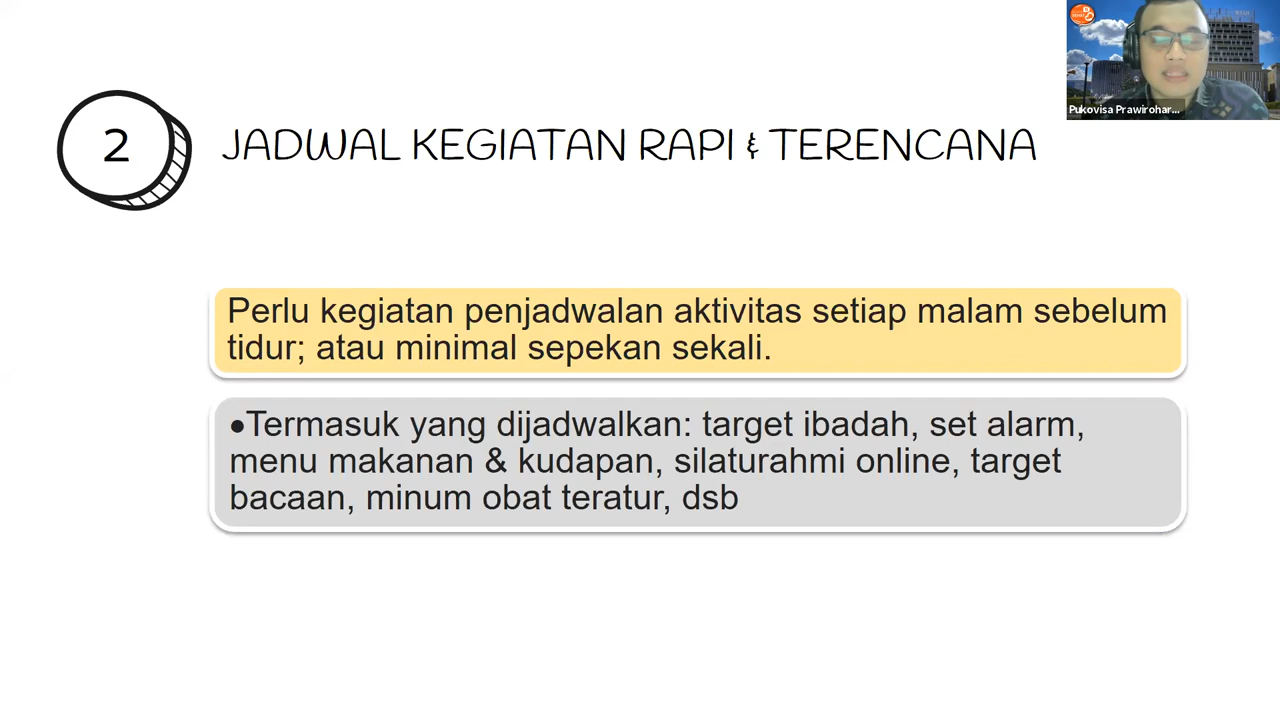 2
JADWAL KEGIATAN RAPI & TERENCANA
Pukovisa Prawirohar...
Perlu kegiatan penjadwalan aktivitas setiap malam sebelum
tidur; atau minimal sepekan sekali.
•Termasuk yang dijadwalkan: target ibadah, set alarm,
menu makanan & kudapan, silaturahmi online, target
bacaan, minum obat teratur, dsb